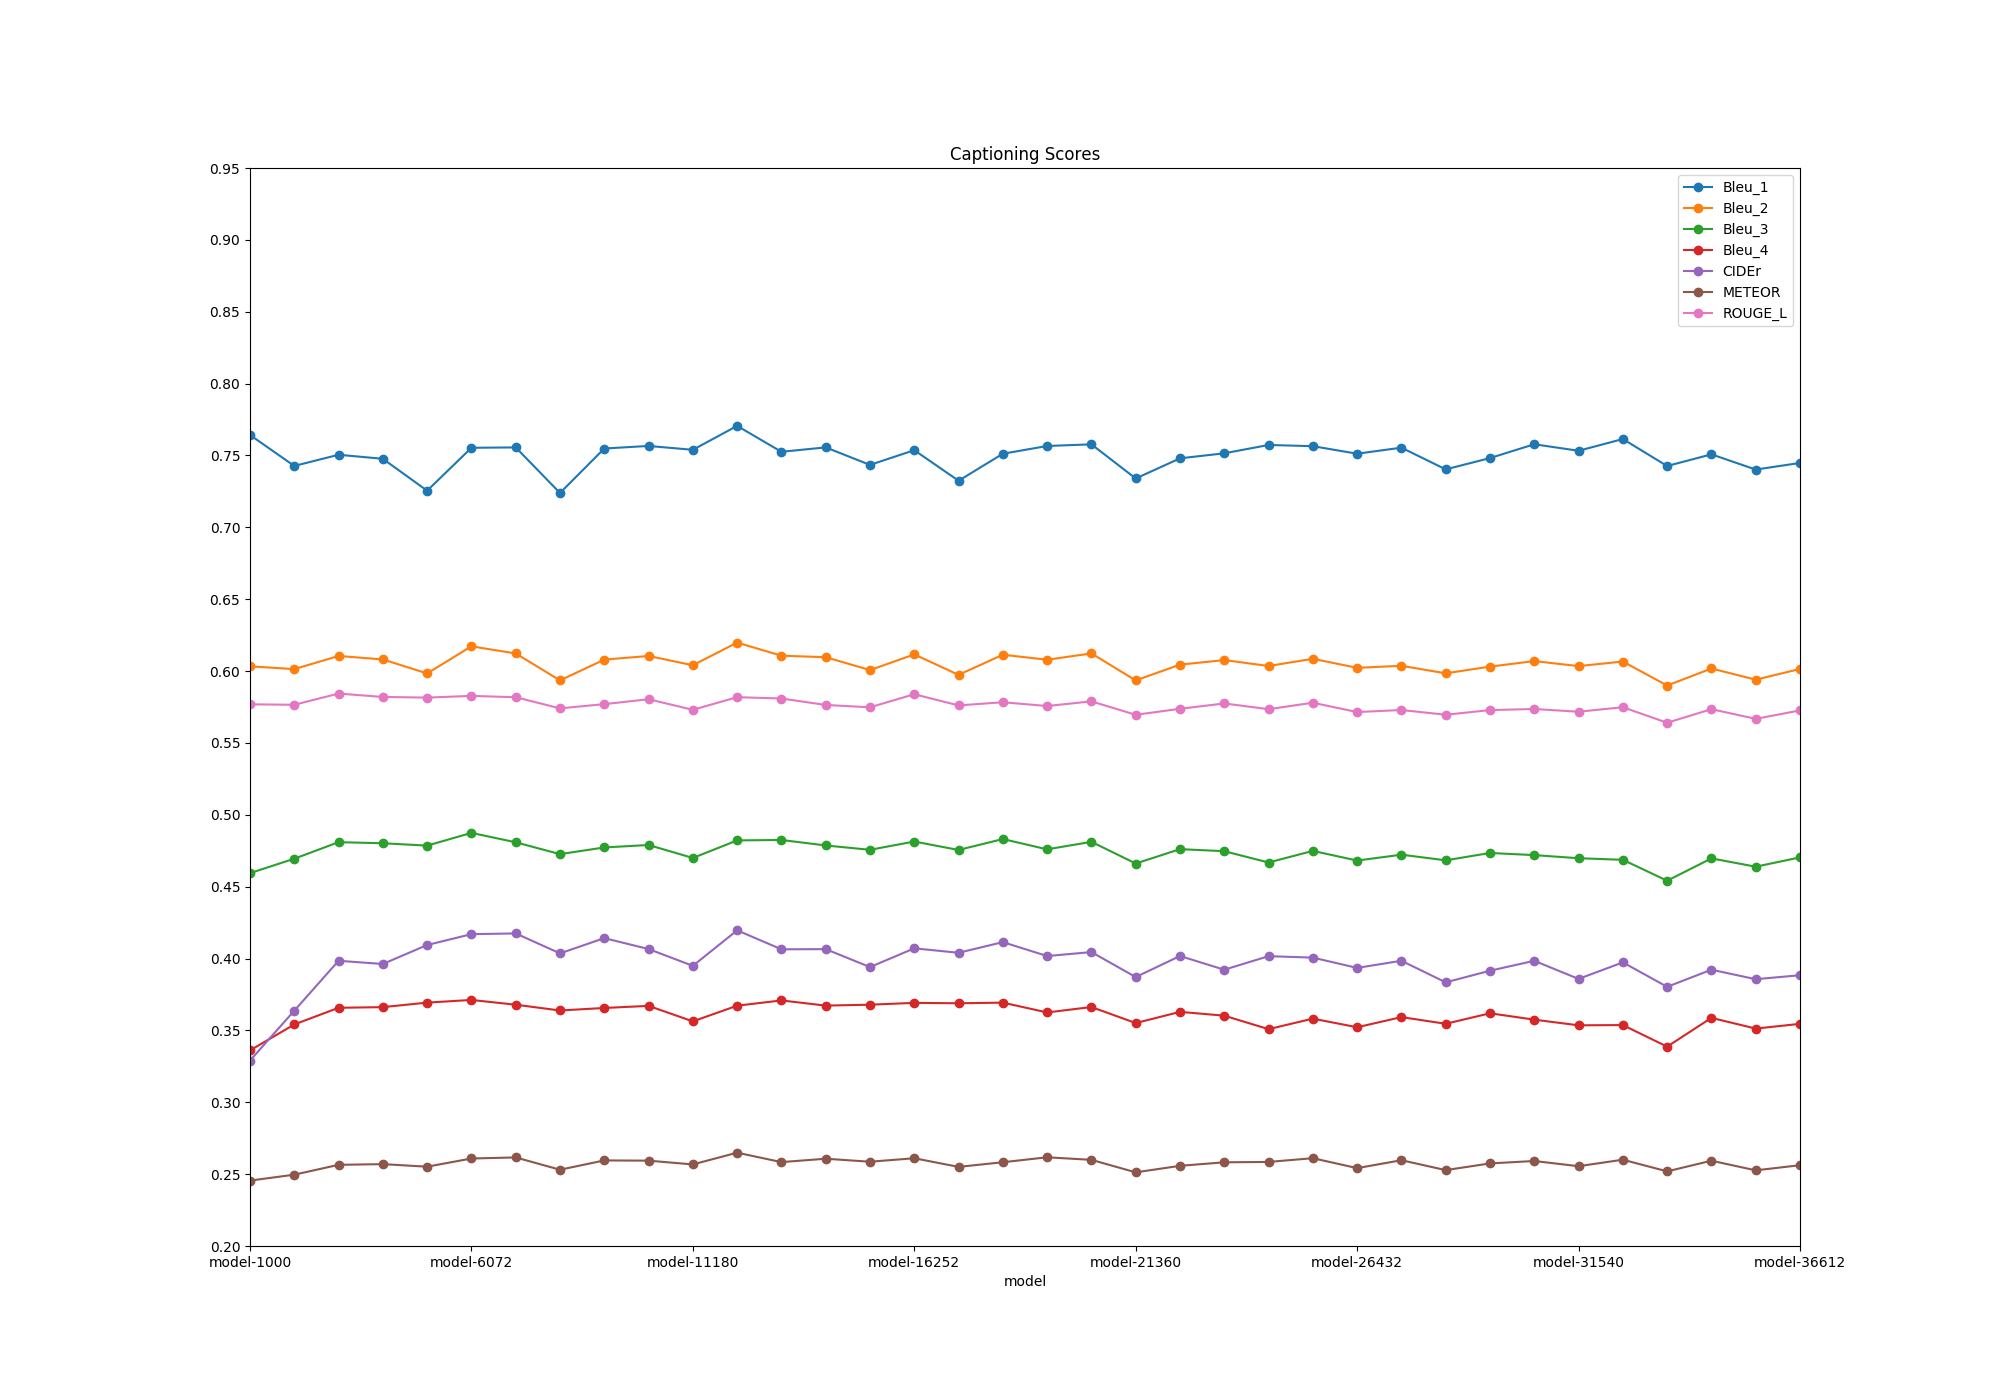 Captioning Scores
0.95
0.90
0.85
0.80
0.75
0.70
0.65
0.60
0.55
0.50
0.45
0.40
0.35
0.30
0.25
0.20
Bleu_1
Bleu_2
Bleu_3
Bleu_4
CIDEr
METEOR
ROUGE_L
model-1000 model-6072 model-11180 model-16252 model-21360 model-26432 model-31540 model-36612
model